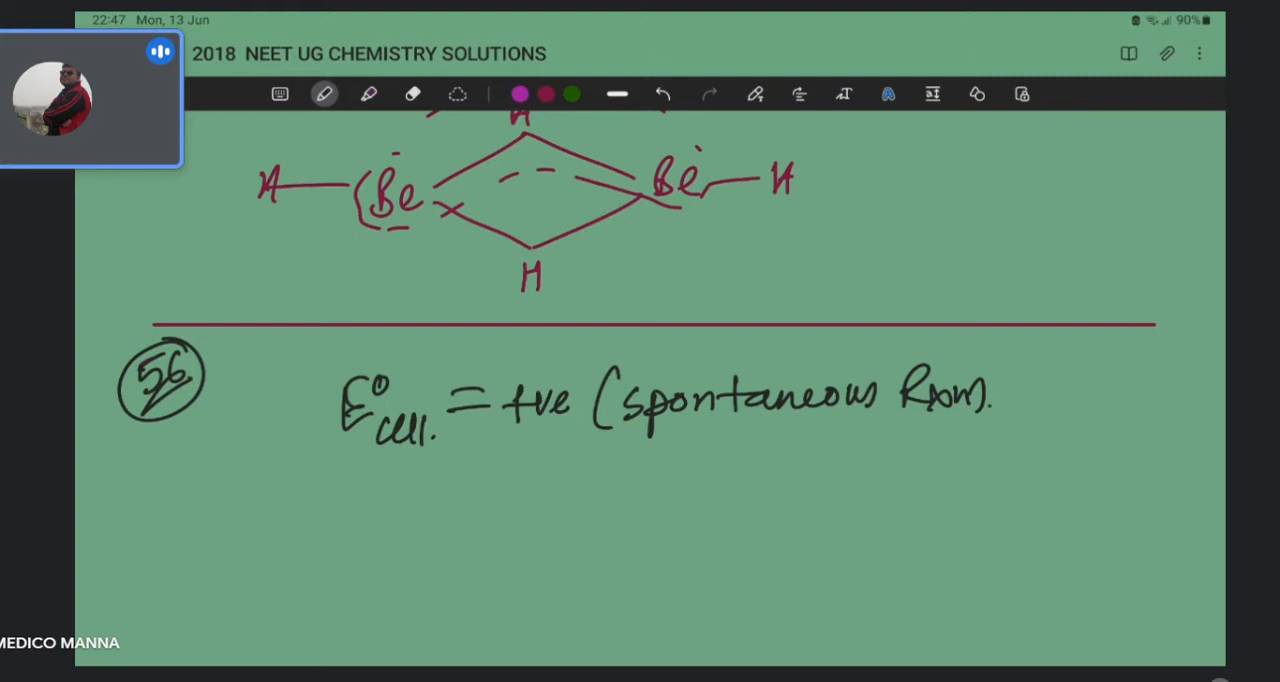 22:47 Mon, 13 Jun
90%
2018 NEET UG CHEMISTRY SOLUTIONS
H
H Be Be H
H
56
E°cell. = +ve (spontaneous Rxn).
MEDICO MANNA